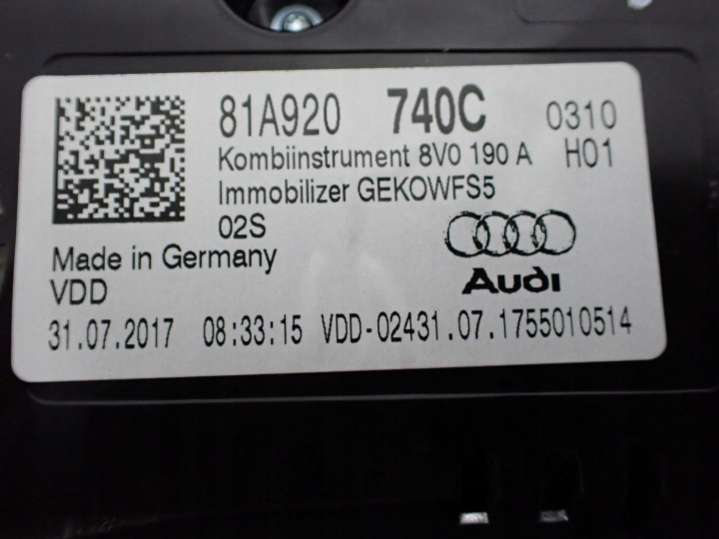 81A920 740C 0310
Kombiinstrument 8V0 190 A H01
Immobilizer GEKOWFS5
02S
Made in Germany
Audi
VDD
31.07.2017 08:33:15 VDD-02431.07.1755010514